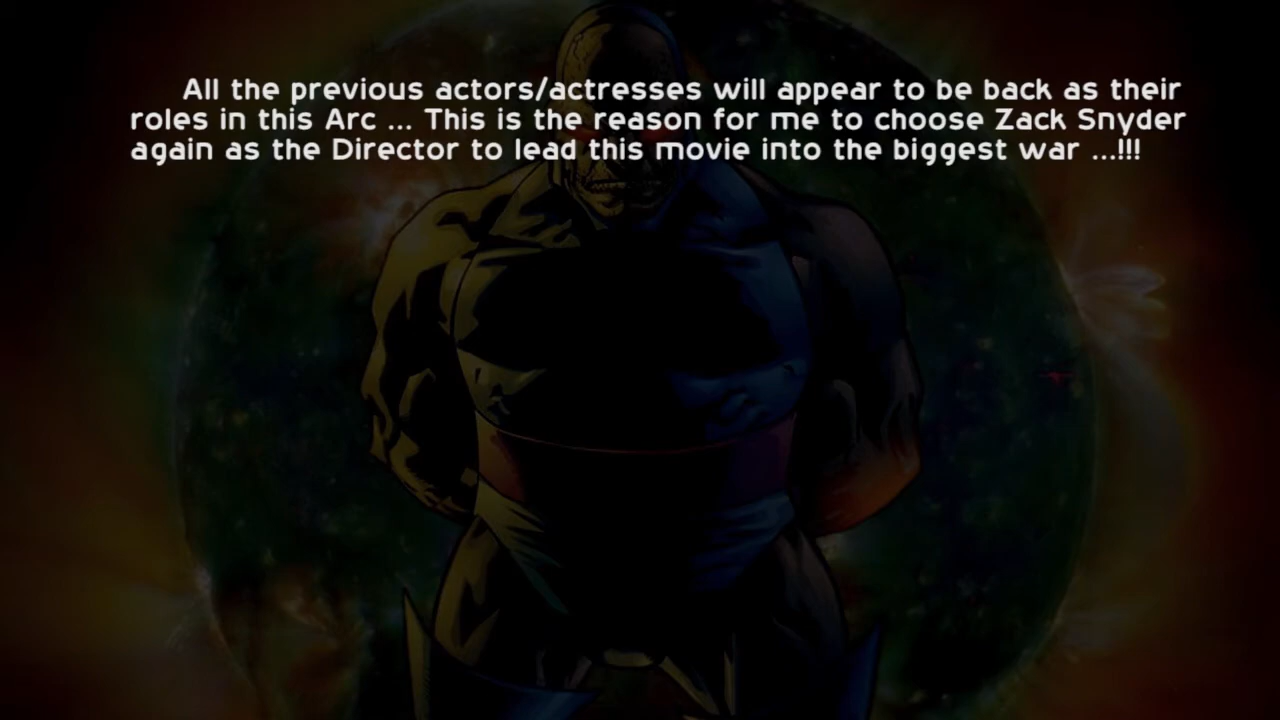 All the previous actors/actresses will appear to be back as their
roles in this Arc ... This is the reason for me to choose Zack Snyder
again as the Director to lead this movie into the biggest war ...!!!